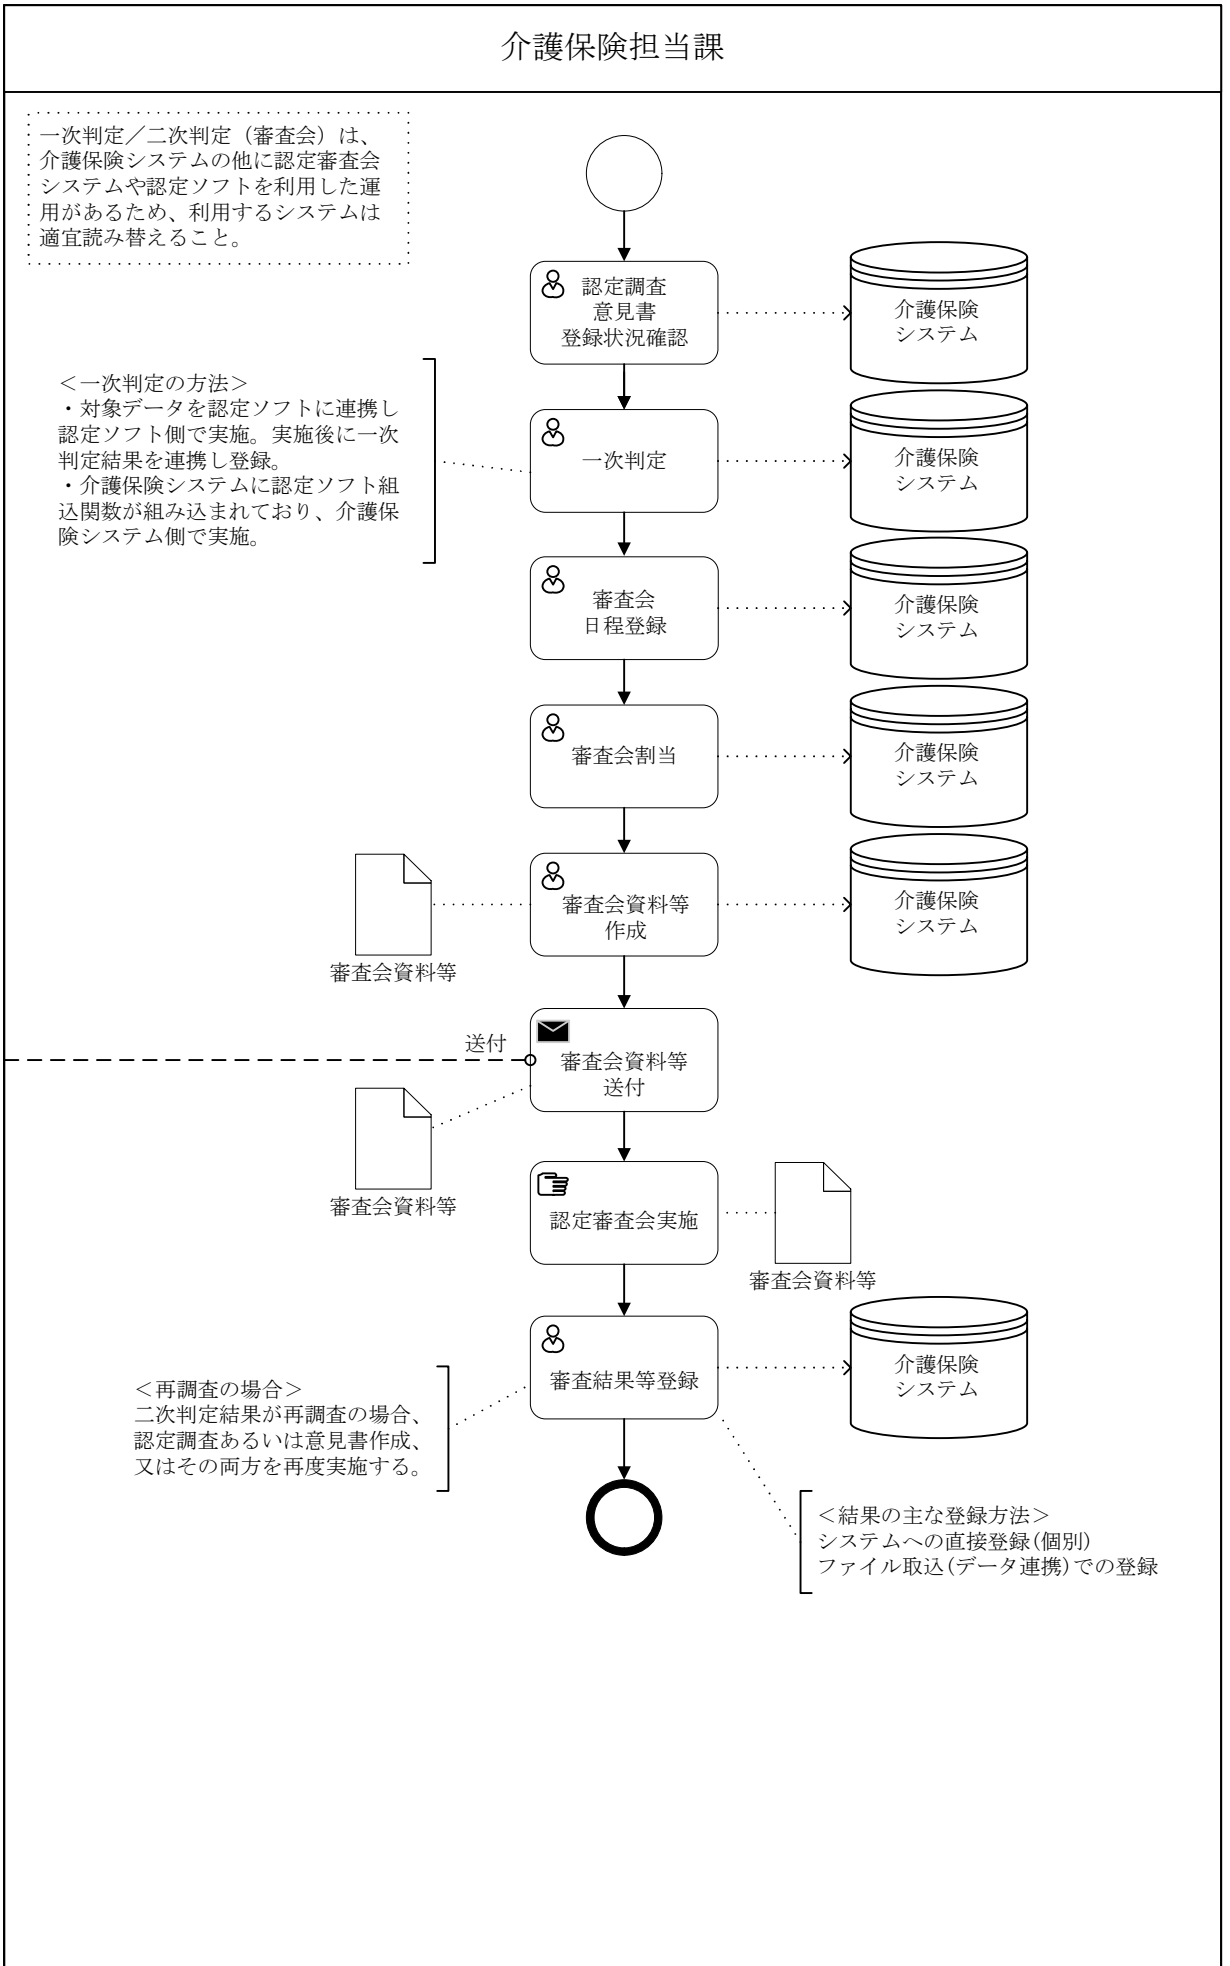 介護保険担当課
一次判定／二次判定（審査会）は、
介護保険システムの他に認定審査会
システムや認定ソフトを利用した運
用があるため、利用するシステムは
適宜読み替えること。
認定調査
意見書
登録状況確認
介護保険
システム
＜一次判定の方法＞
・対象データを認定ソフトに連携し
認定ソフト側で実施。実施後に一次
判定結果を連携し登録。
・介護保険システムに認定ソフト組
込関数が組み込まれており、介護保
険システム側で実施。
一次判定
介護保険
システム
審査会
日程登録
介護保険
システム
審査会割当
介護保険
システム
審査会資料等
審査会資料等
作成
介護保険
システム
送付
審査会資料等
送付
審査会資料等
認定審査会実施
審査会資料等
審査結果等登録
介護保険
システム
＜再調査の場合＞
二次判定結果が再調査の場合、
認定調査あるいは意見書作成、
又はその両方を再度実施する。
＜結果の主な登録方法＞
システムへの直接登録(個別)
ファイル取込(データ連携)での登録